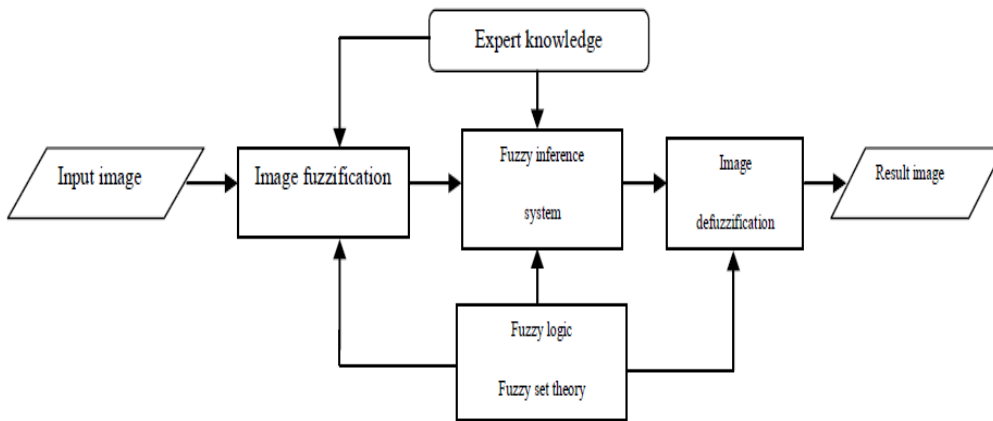 Expert knowledge
Input image
Image fuzzification
Fuzzy inference
system
Image
defuzzification
Result image
Fuzzy logic
Fuzzy set theory